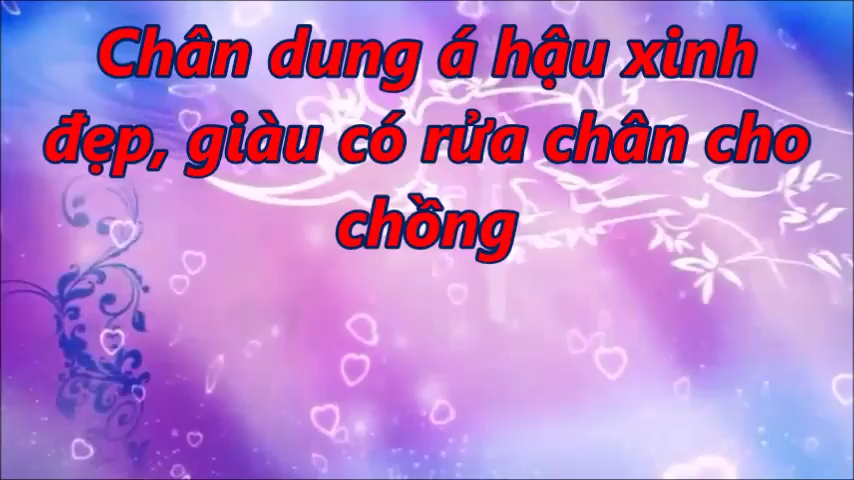 Chân dung á hậu xinh
đẹp, giàu có rửa chân cho
chồng